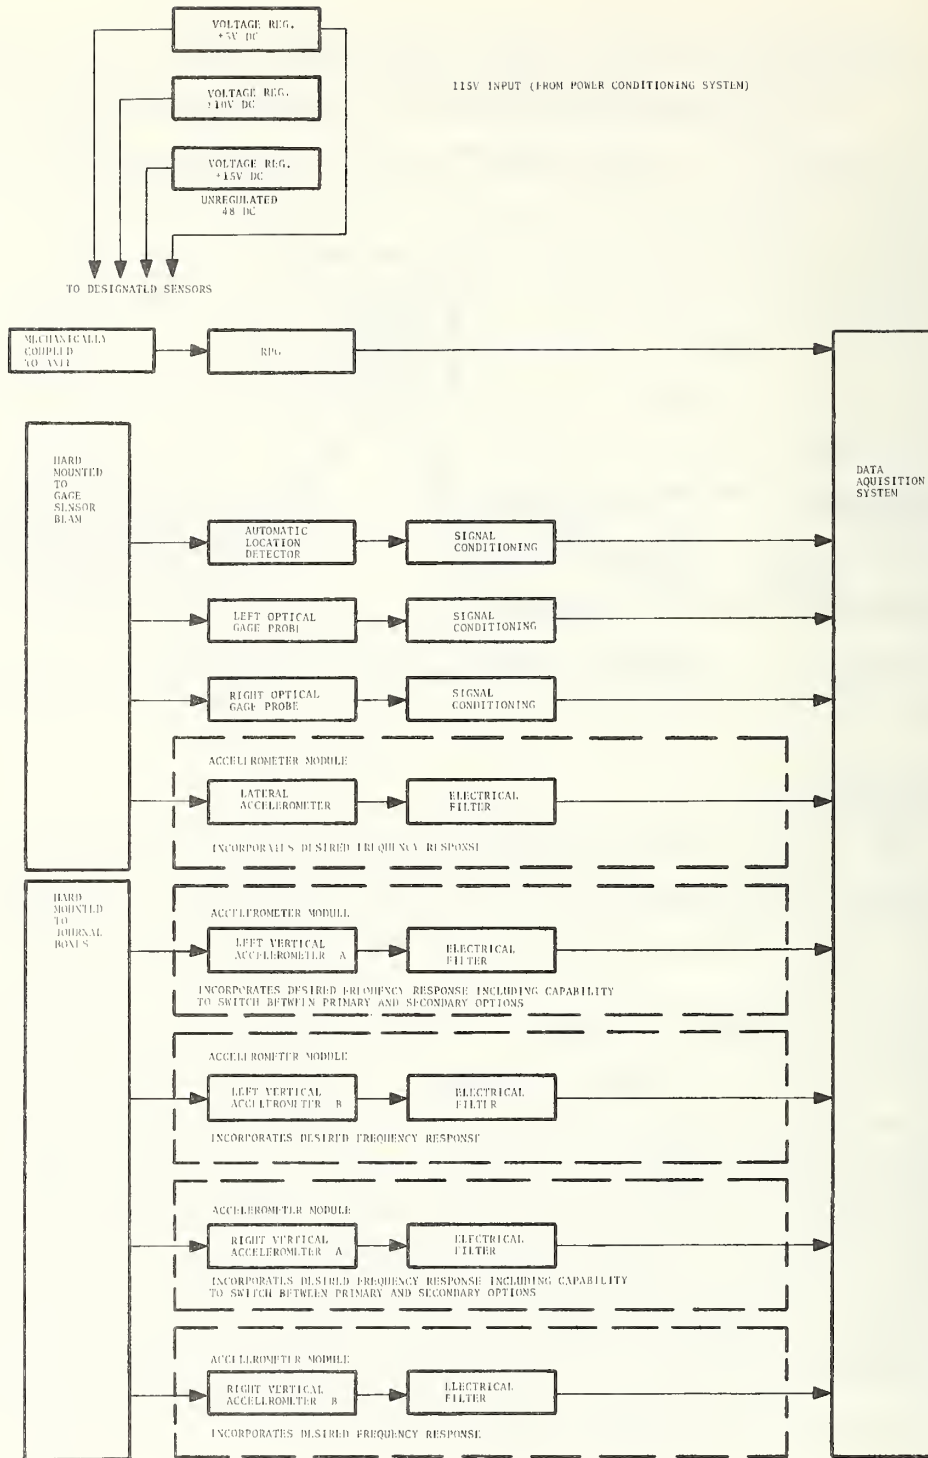 VOLTAGE REG.
+5V DC
115V INPUT (FROM POWER CONDITIONING SYSTEM)
VOLTAGE REG.
+10V DC
VOLTAGE REG.
+15V DC
UNREGULATED
48 DC
TO DESIGNATED SENSORS
MECHANICALLY
COUPLED
TO AXLE
RPG
HARD
MOUNTED
TO
GAGE
SENSOR
BEAM
DATA
AQUISITION
SYSTEM
AUTOMATIC
LOCATION
DETECTOR
SIGNAL
CONDITIONING
LEFT OPTICAL
GAGE PROBE
SIGNAL
CONDITIONING
RIGHT OPTICAL
GAGE PROBE
SIGNAL
CONDITIONING
ACCELEROMETER MODULE
LATERAL
ACCELEROMETER
ELECTRICAL
FILTER
INCORPORATES DESIRED FREQUENCY RESPONSE
HARD
MOUNTED
TO
JOURNAL
BOXES
ACCELEROMETER MODULE
LEFT VERTICAL
ACCELEROMETER A
ELECTRICAL
FILTER
INCORPORATES DESIRED FREQUENCY RESPONSE INCLUDING CAPABILITY
TO SWITCH BETWEEN PRIMARY AND SECONDARY OPTIONS
ACCELEROMETER MODULE
LEFT VERTICAL
ACCELEROMETER B
ELECTRICAL
FILTER
INCORPORATES DESIRED FREQUENCY RESPONSE
ACCELEROMETER MODULE
RIGHT VERTICAL
ACCELEROMETER A
ELECTRICAL
FILTER
INCORPORATES DESIRED FREQUENCY RESPONSE INCLUDING CAPABILITY
TO SWITCH BETWEEN PRIMARY AND SECONDARY OPTIONS
ACCELEROMETER MODULE
RIGHT VERTICAL
ACCELEROMETER B
ELECTRICAL
FILTER
INCORPORATES DESIRED FREQUENCY RESPONSE